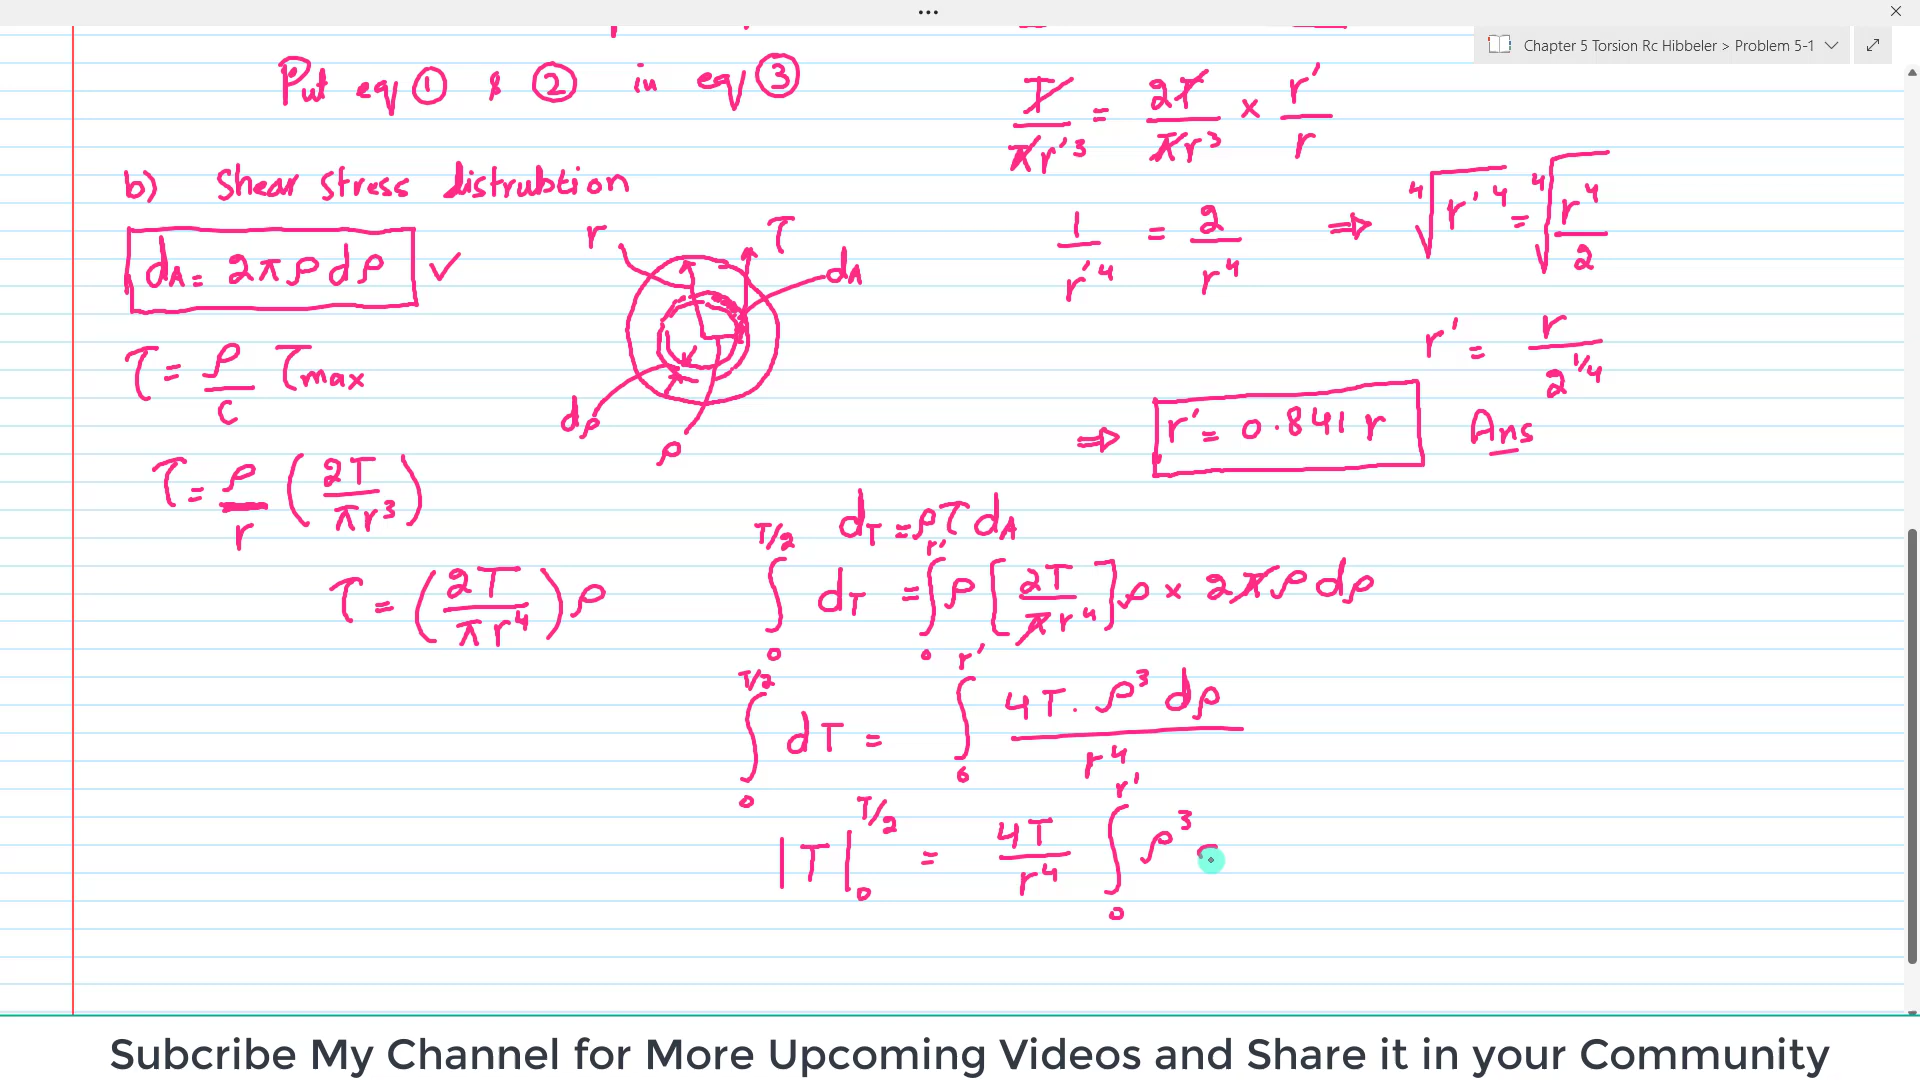 ...
Chapter 5 Torsion Rc Hibbeler > Problem 5-1
Put eq ① & ② in eq ③
T/πr'³ = 2T/πr³ × r'/r
b) Shear Stress distrubtion
1/r'⁴ = 2/r⁴ ⇒ ⁴√r'⁴ = ⁴√(r⁴/2)
dA = 2πρdρ ✓
r
τ
dA
dρ
ρ
r' = r/2^(1/4)
τ = ρ/c τmax
⇒ r' = 0.841 r Ans
τ = ρ/r (2T/πr³)
dT = ρτdA
τ = (2T/πr⁴)ρ
∫₀^(T/2) dT = ∫₀^(r') ρ[2T/πr⁴]ρ × 2πρdρ
∫₀^(T/2) dT = ∫₀^(r') 4T.ρ³dρ/r⁴
|T|₀^(T/2) = 4T/r⁴ ∫₀^(r') ρ³
Subcribe My Channel for More Upcoming Videos and Share it in your Community